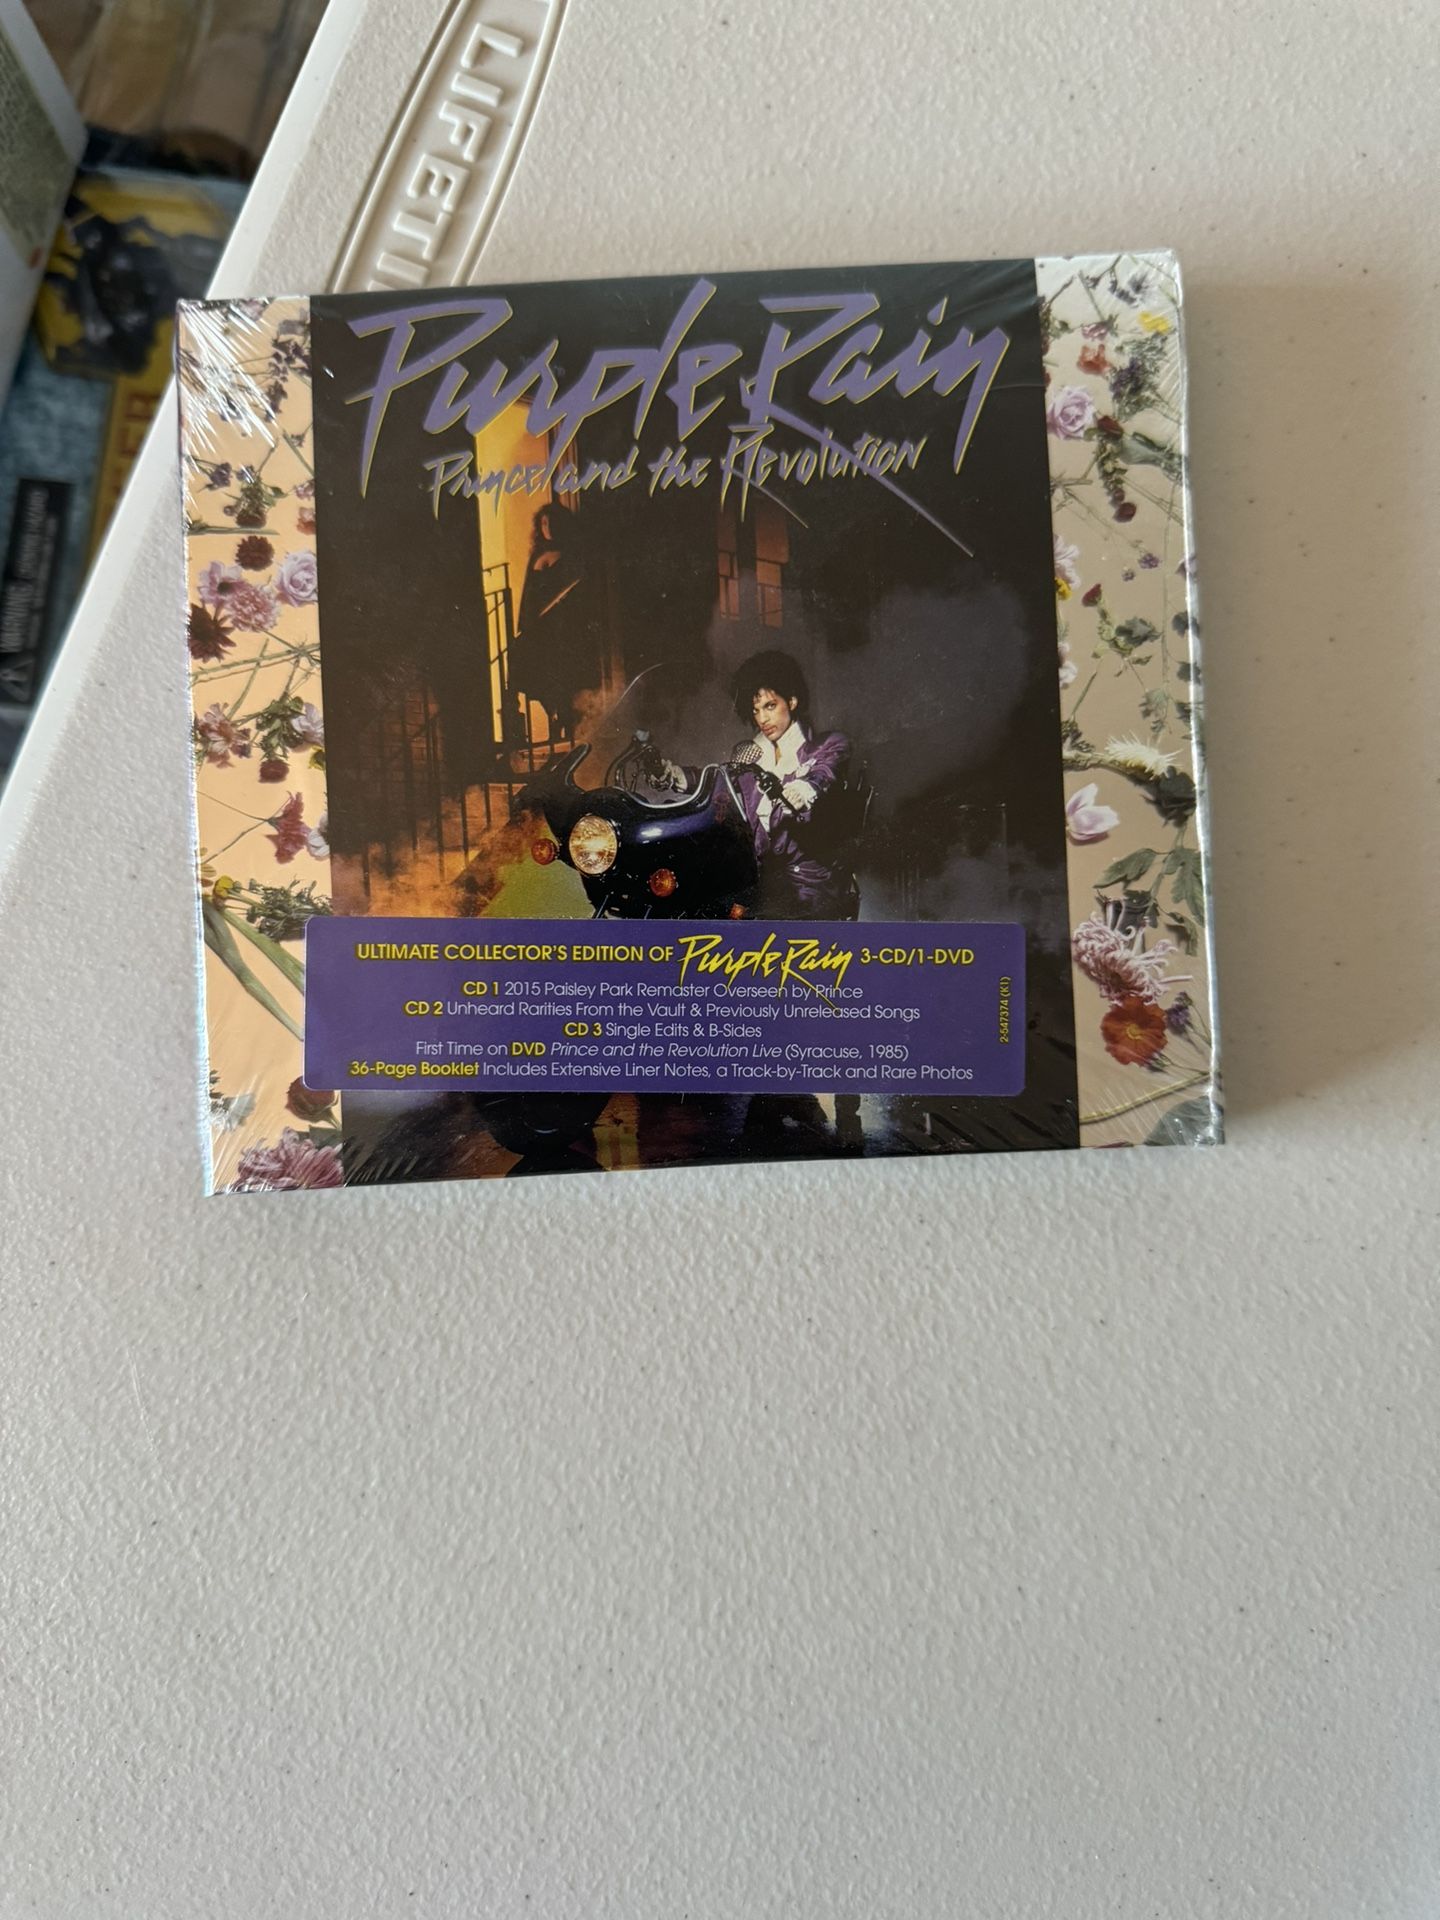 LIFETI
Purple Rain
Prince and the Revolution
ULTIMATE COLLECTOR'S EDITION OF Purple Rain 3-CD/1-DVD
CD 1 2015 Paisley Park Remaster Overseen by Prince
CD 2 Unheard Rarities From the Vault & Previously Unreleased Songs
CD 3 Single Edits & B-Sides
First Time on DVD Prince and the Revolution Live (Syracuse, 1985)
36-Page Booklet Includes Extensive Liner Notes, a Track-by-Track and Rare Photos
2-547374 (K1)
WARNING